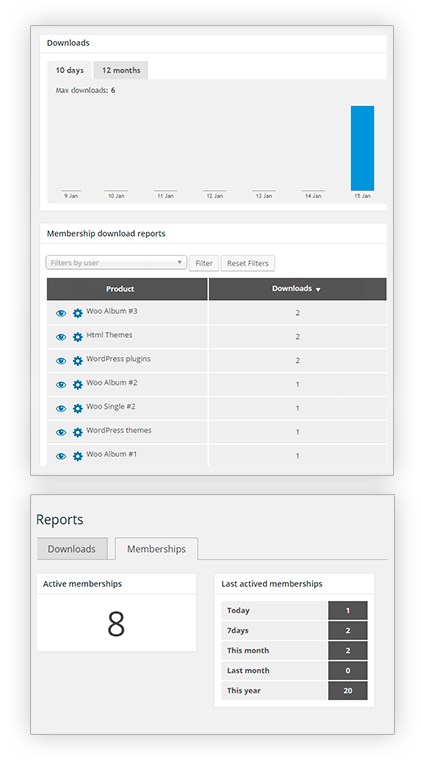 Downloads
10 days 12 months
Max downloads: 6
9 Jan 10 Jan 11 Jan 12 Jan 13 Jan 14 Jan 15 Jan
Membership download reports
Filters by user Filter Reset Filters
Product Downloads
Woo Album #3 2
Html Themes 2
WordPress plugins 2
Woo Album #2 1
Woo Single #2 1
WordPress themes 1
Woo Album #1 1
Reports
Downloads Memberships
Active memberships Last actived memberships
8
Today 1
7days 2
This month 2
Last month 0
This year 20